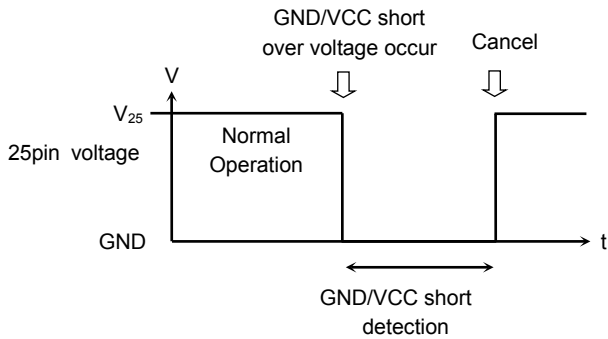 GND/VCC short
over voltage occur
Cancel
V
V25
25pin voltage
Normal
Operation
GND
t
GND/VCC short
detection